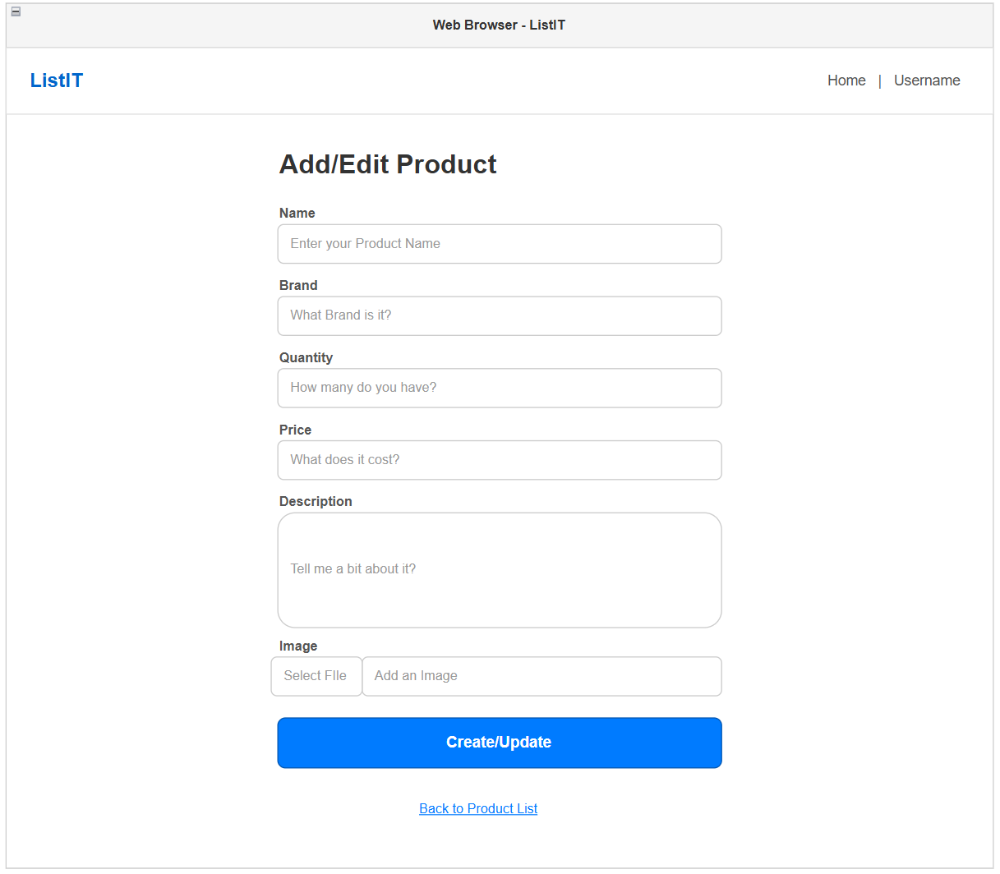 Web Browser - ListIT
ListIT
Home | Username
Add/Edit Product
Name
Enter your Product Name
Brand
What Brand is it?
Quantity
How many do you have?
Price
What does it cost?
Description
Tell me a bit about it?
Image
Select FIle
Add an Image
Create/Update
Back to Product List